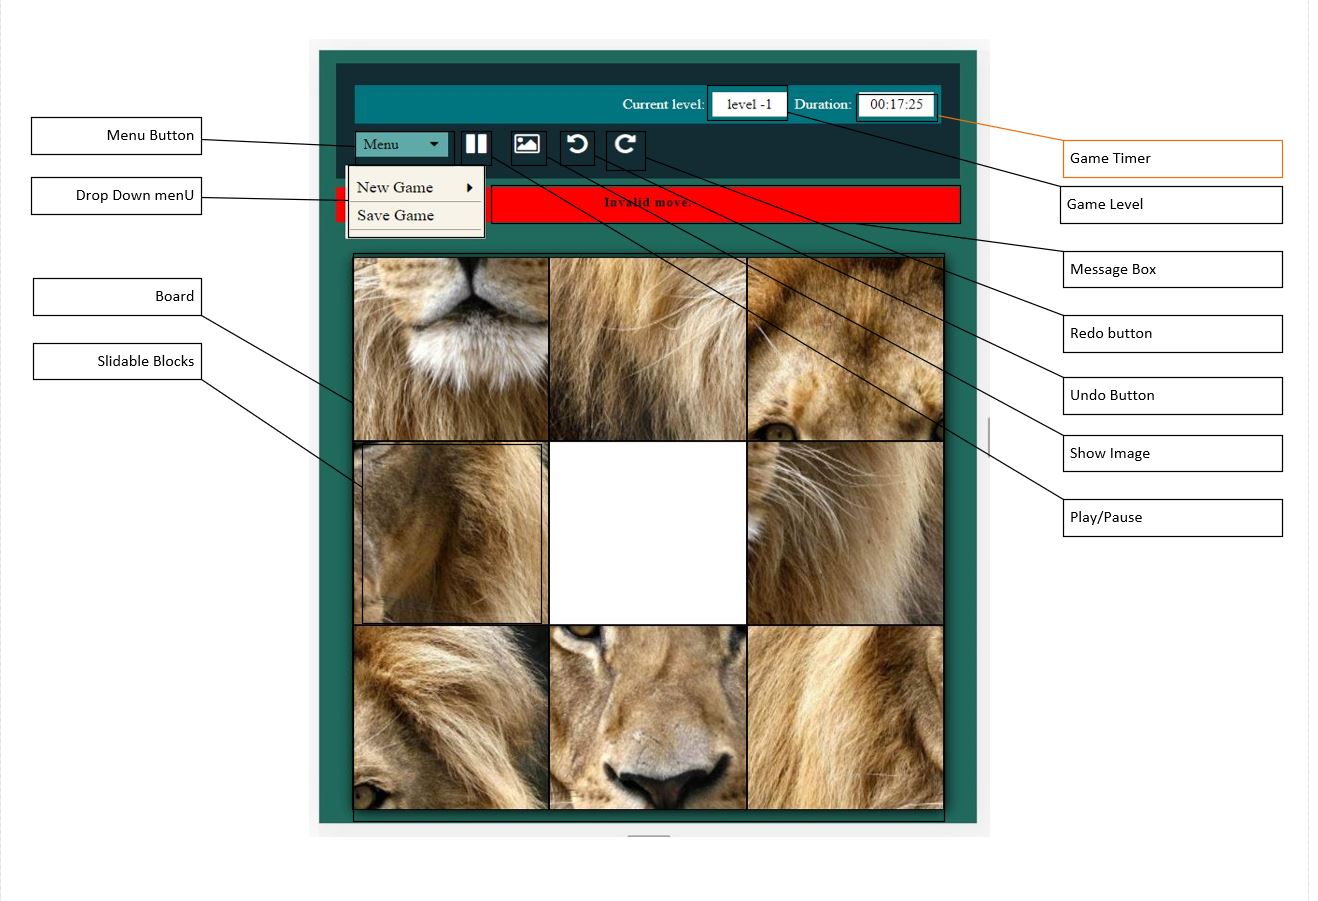 Current level: level -1 Duration: 00:17:25
Menu Button
Menu
Game Timer
Drop Down menU
New Game
Game Level
Save Game
Invalid move.
Message Box
Board
Redo button
Slidable Blocks
Undo Button
Show Image
Play/Pause